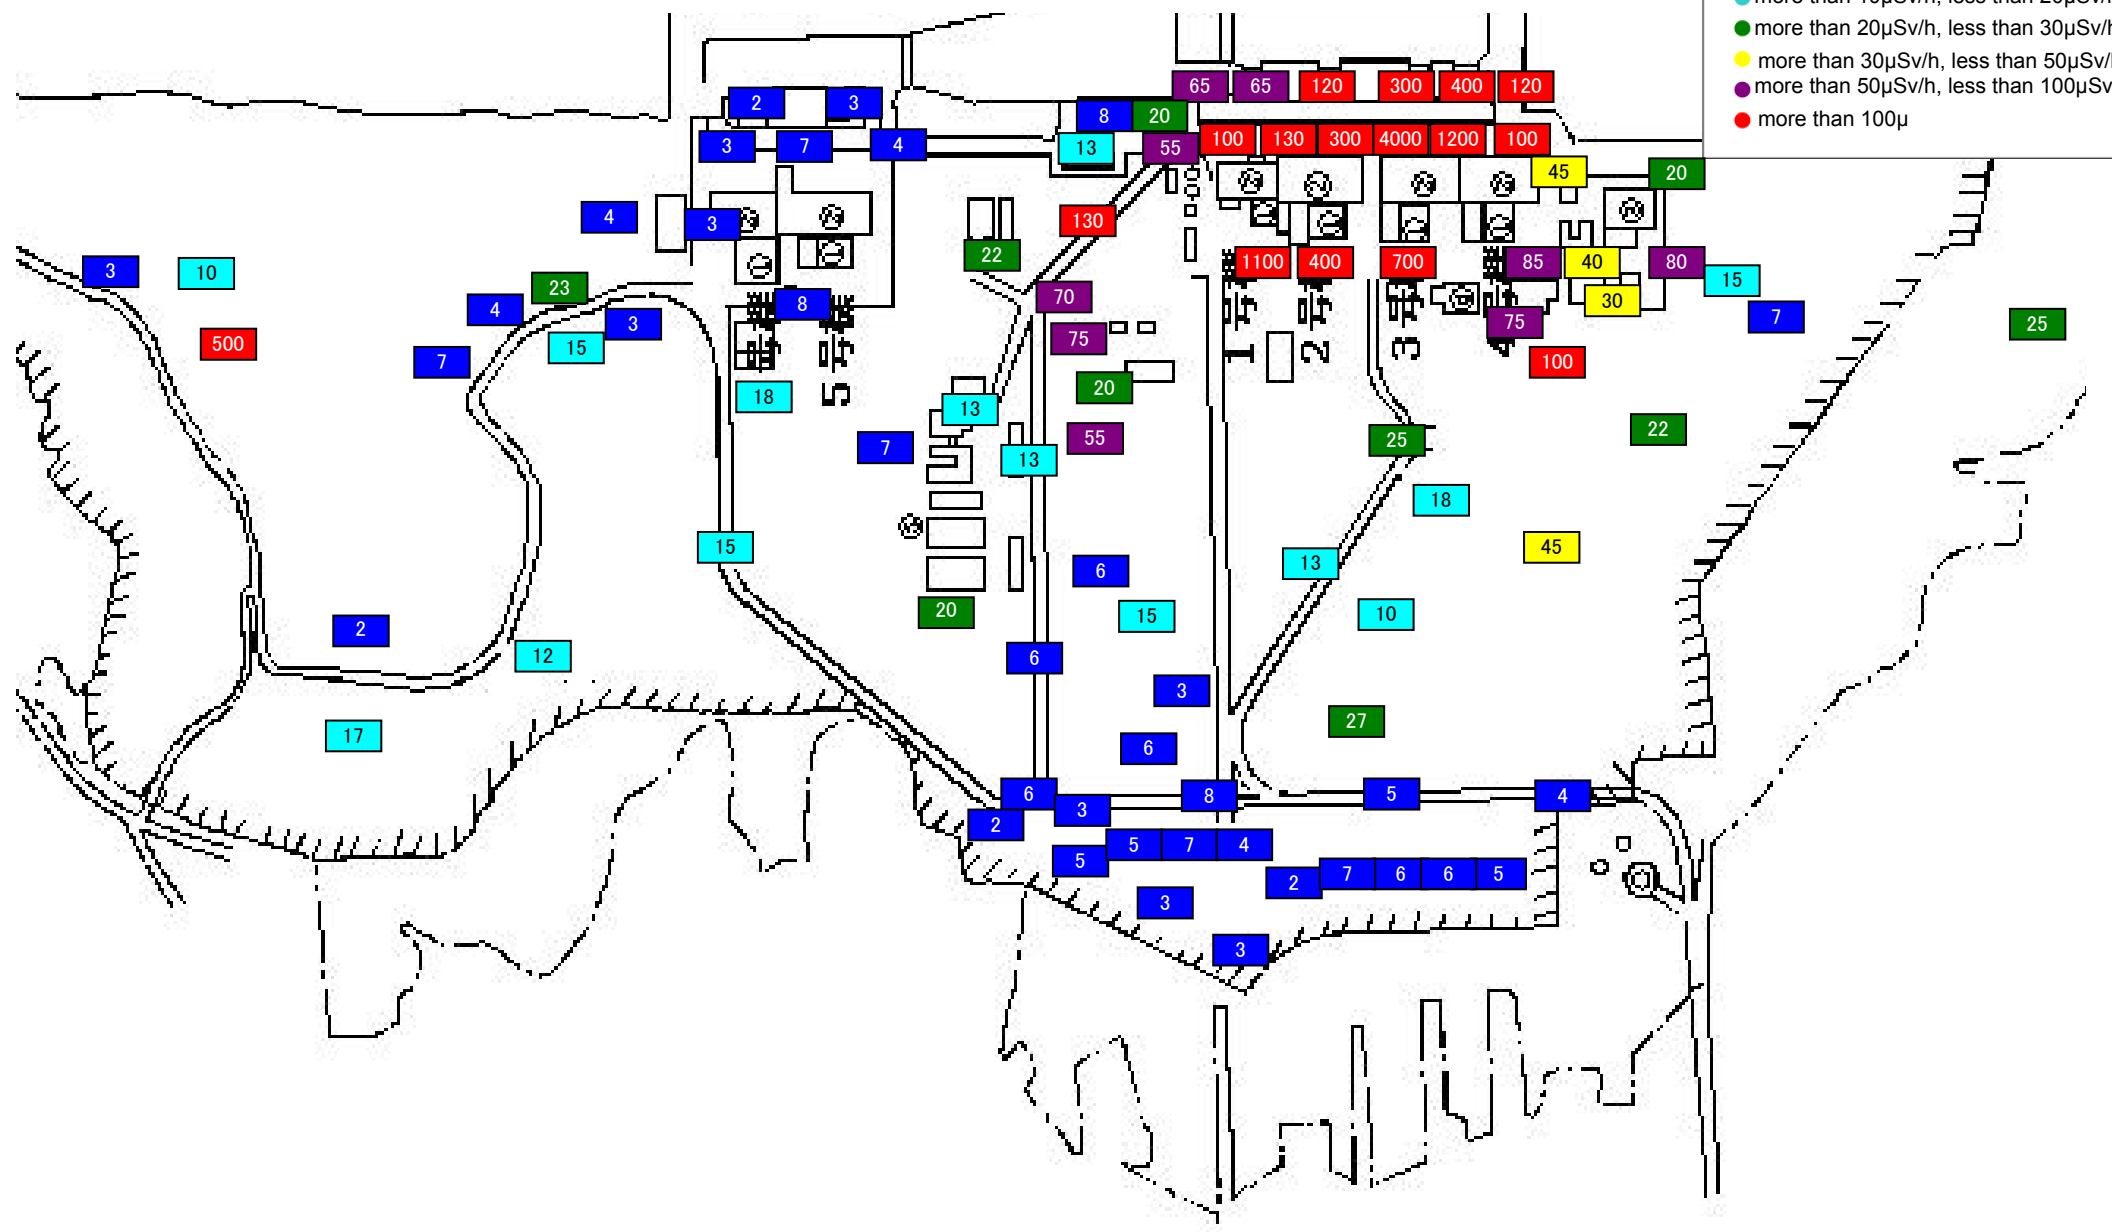 more than 20μSv/h, less than 30μSv/h
more than 30μSv/h, less than 50μSv/
more than 50μSv/h, less than 100μSv
more than 100μ
65 65 120 300 400 120
2 3 8 20
3 7 4 13 55 100 130 300 4000 1200 100
45 20
4 3 130
22 1100 400 700 85 40 80
3 10 15
23 70 30
4 3 8 75 7 25
500 15 75
7 20 100
18 13
7 55 25 22
13
18
15 45
6 13
20 15 10
2
12 6
3
17 6 27
6 3 8 5 4
2
5 5 7 4
2 7 6 6 5
3
3
1 2 3 4
5